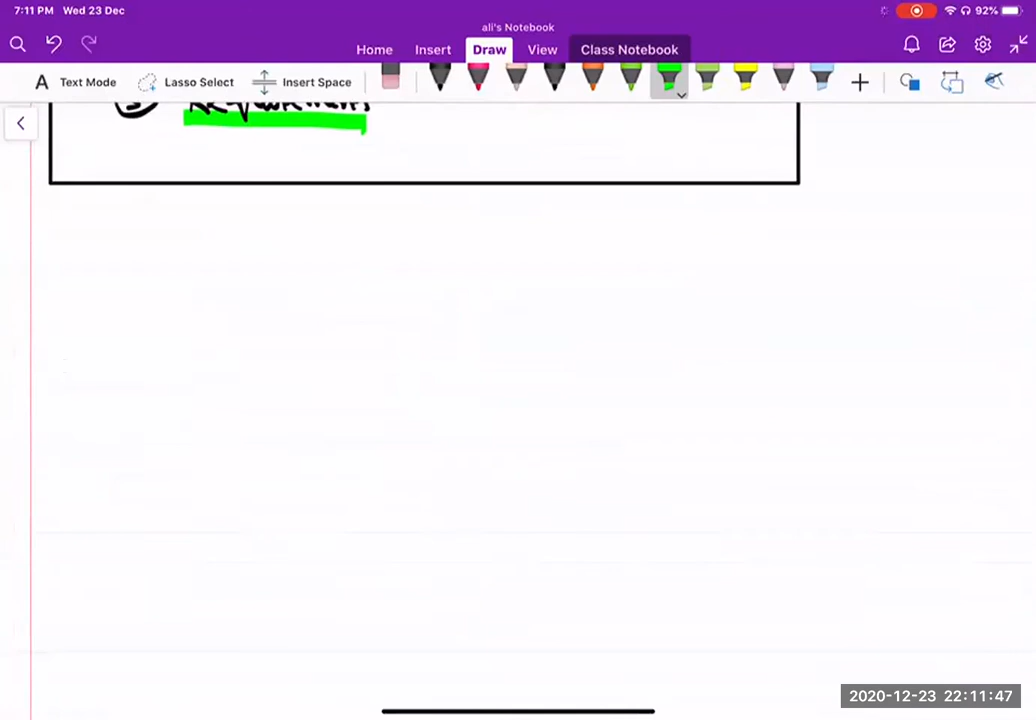 7:11 PM Wed 23 Dec
92%
ali's Notebook
Home Insert Draw View Class Notebook
A Text Mode Lasso Select Insert Space
2020-12-23 22:11:47